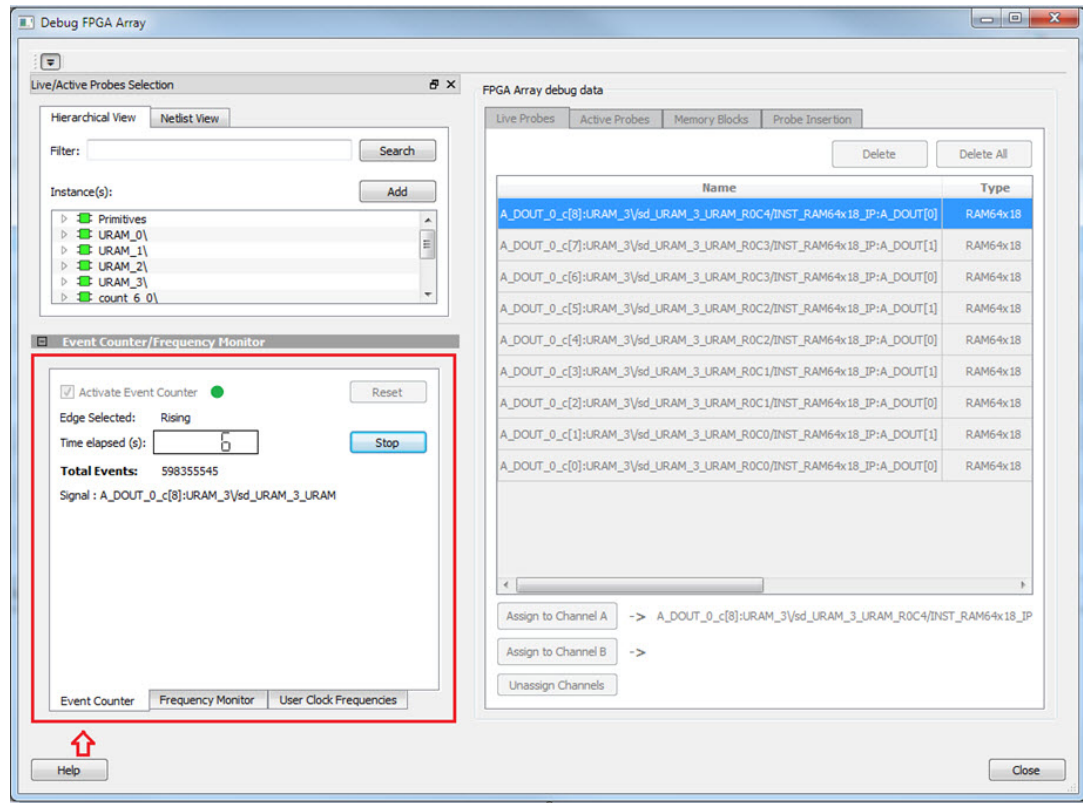 Debug FPGA Array
Live/Active Probes Selection
Hierarchical View Netlist View
Filter: Search
Instance(s): Add
Primitives
URAM_0\
URAM_1\
URAM_2\
URAM_3\
count_6_0\
Event Counter/Frequency Monitor
Activate Event Counter Reset
Edge Selected: Rising
Time elapsed (s): 6 Stop
Total Events: 598355545
Signal : A_DOUT_0_c[8]:URAM_3\/sd_URAM_3_URAM
Event Counter Frequency Monitor User Clock Frequencies
Help
FPGA Array debug data
Live Probes Active Probes Memory Blocks Probe Insertion
Delete Delete All
Name Type
A_DOUT_0_c[8]:URAM_3\/sd_URAM_3_URAM_R0C4/INST_RAM64x18_IP:A_DOUT[0] RAM64x18
A_DOUT_0_c[7]:URAM_3\/sd_URAM_3_URAM_R0C3/INST_RAM64x18_IP:A_DOUT[1] RAM64x18
A_DOUT_0_c[6]:URAM_3\/sd_URAM_3_URAM_R0C3/INST_RAM64x18_IP:A_DOUT[0] RAM64x18
A_DOUT_0_c[5]:URAM_3\/sd_URAM_3_URAM_R0C2/INST_RAM64x18_IP:A_DOUT[1] RAM64x18
A_DOUT_0_c[4]:URAM_3\/sd_URAM_3_URAM_R0C2/INST_RAM64x18_IP:A_DOUT[0] RAM64x18
A_DOUT_0_c[3]:URAM_3\/sd_URAM_3_URAM_R0C1/INST_RAM64x18_IP:A_DOUT[1] RAM64x18
A_DOUT_0_c[2]:URAM_3\/sd_URAM_3_URAM_R0C1/INST_RAM64x18_IP:A_DOUT[0] RAM64x18
A_DOUT_0_c[1]:URAM_3\/sd_URAM_3_URAM_R0C0/INST_RAM64x18_IP:A_DOUT[1] RAM64x18
A_DOUT_0_c[0]:URAM_3\/sd_URAM_3_URAM_R0C0/INST_RAM64x18_IP:A_DOUT[0] RAM64x18
Assign to Channel A -> A_DOUT_0_c[8]:URAM_3\/sd_URAM_3_URAM_R0C4/INST_RAM64x18_IP
Assign to Channel B ->
Unassign Channels
Close